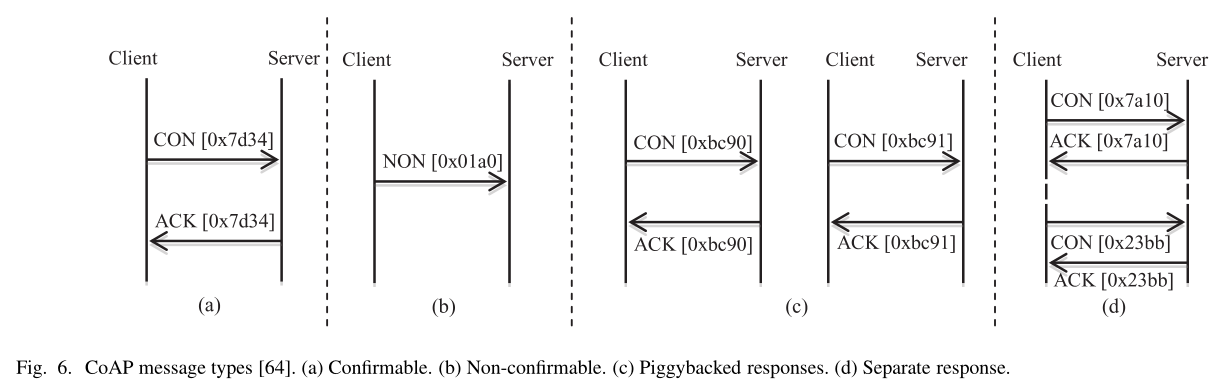 Client Server Client Server Client Server Client Server Client Server
CON [0x7d34]
ACK [0x7d34]
(a)
NON [0x01a0]
(b)
CON [0xbc90]
ACK [0xbc90]
CON [0xbc91]
ACK [0xbc91]
(c)
CON [0x7a10]
ACK [0x7a10]
CON [0x23bb]
ACK [0x23bb]
(d)
Fig. 6. CoAP message types [64]. (a) Confirmable. (b) Non-confirmable. (c) Piggybacked responses. (d) Separate response.